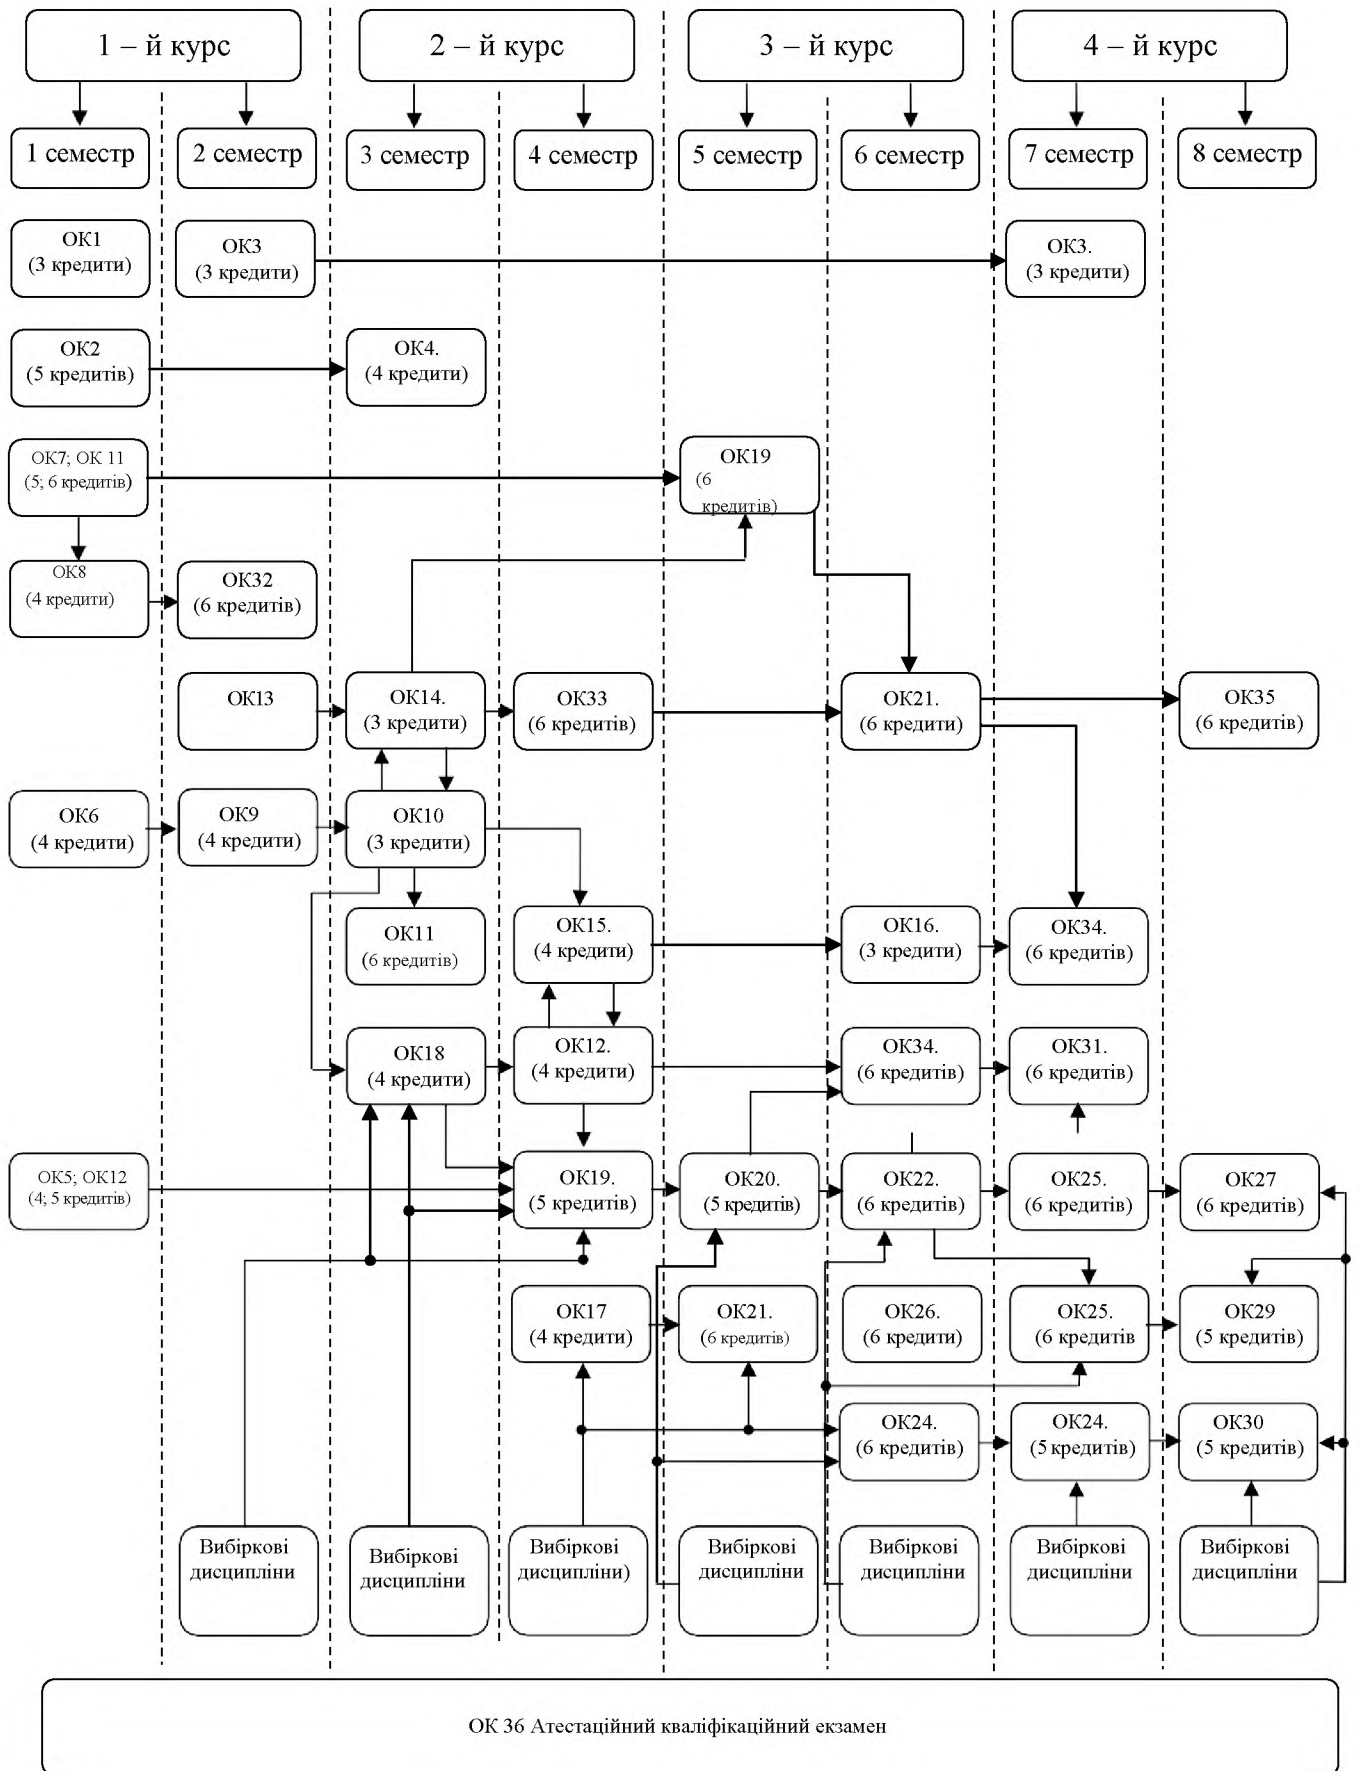 1 – й курс
2 – й курс
3 – й курс
4 – й курс
1 семестр
2 семестр
3 семестр
4 семестр
5 семестр
6 семестр
7 семестр
8 семестр
ОК1
(3 кредити)
ОК3
(3 кредити)
ОК3.
(3 кредити)
ОК2
(5 кредитів)
ОК4.
(4 кредити)
ОК7; ОК 11
(5; 6 кредитів)
ОК19
(6
кредитів)
ОК8
(4 кредити)
ОК32
(6 кредитів)
ОК13
ОК14.
(3 кредити)
ОК33
(6 кредитів)
ОК21.
(6 кредити)
ОК35
(6 кредитів)
ОК6
(4 кредити)
ОК9
(4 кредити)
ОК10
(3 кредити)
ОК11
(6 кредитів)
ОК15.
(4 кредити)
ОК16.
(3 кредити)
ОК34.
(6 кредитів)
ОК18
(4 кредити)
ОК12.
(4 кредити)
ОК34.
(6 кредитів)
ОК31.
(6 кредитів)
ОК5; ОК12
(4; 5 кредитів)
ОК19.
(5 кредитів)
ОК20.
(5 кредитів)
ОК22.
(6 кредитів)
ОК25.
(6 кредитів)
ОК27
(6 кредитів)
ОК17
(4 кредити)
ОК21.
(6 кредитів)
ОК26.
(6 кредити)
ОК25.
(6 кредитів
ОК29
(5 кредитів)
ОК24.
(6 кредитів)
ОК24.
(5 кредитів)
ОК30
(5 кредитів)
Вибіркові
дисципліни
Вибіркові
дисципліни
Вибіркові
дисципліни)
Вибіркові
дисципліни
Вибіркові
дисципліни
Вибіркові
дисципліни
Вибіркові
дисципліни
ОК 36 Атестаційний кваліфікаційний екзамен